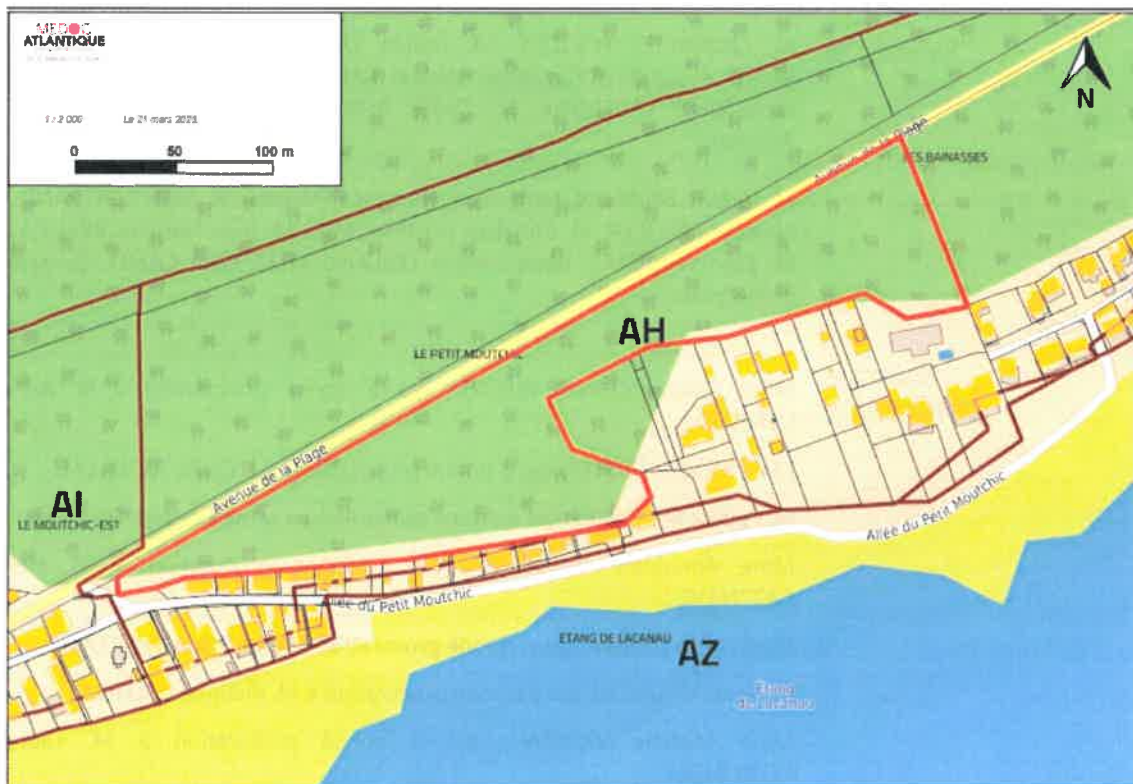 MEDOC
ATLANTIQUE
1 / 2 000 Le 21 mars 2025
0 50 100 m
N
Avenue de la Plage
LES BAINASSES
AH
LE PETIT MOUTCHIC
Avenue de la Plage
AI
LE MOUTCHIC-EST
Allée du Petit Moutchic
Allée du Petit Moutchic
ETANG DE LACANAU
AZ
Étang
de Lacanau